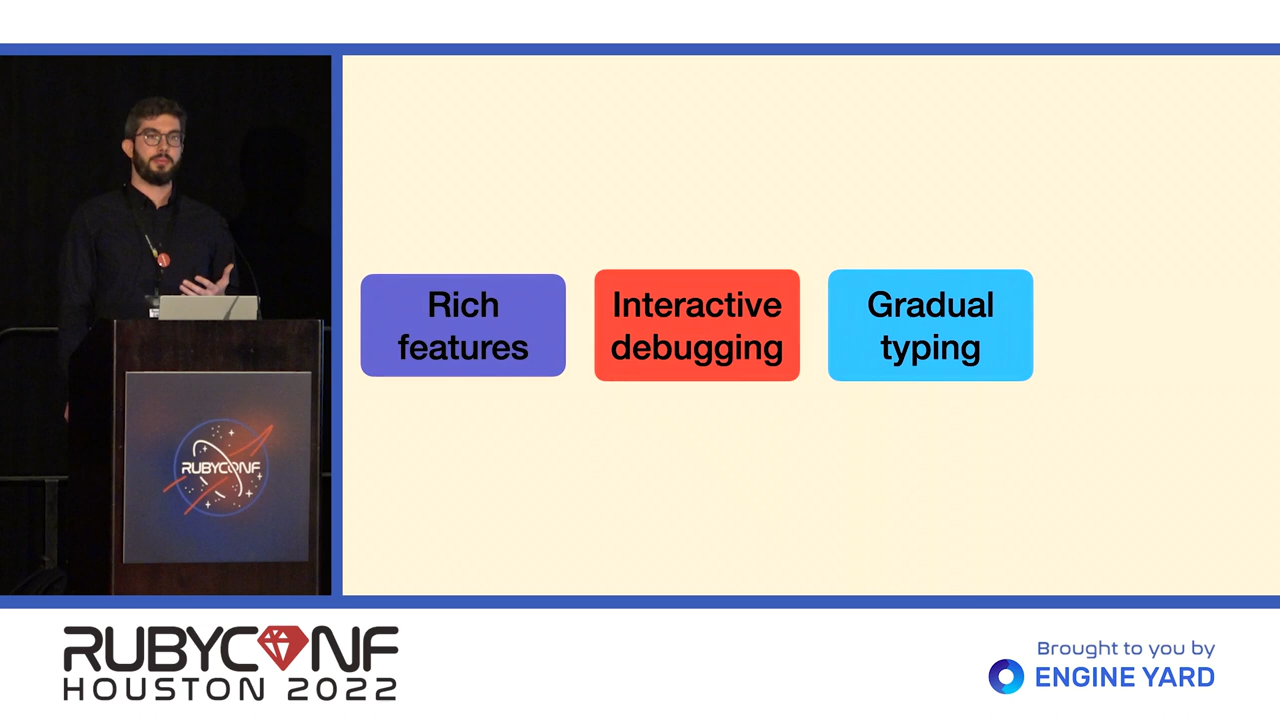 Rich
features
Interactive
debugging
Gradual
typing
RUBYCONF
RUBYCONF
HOUSTON 2022
Brought to you by
ENGINE YARD